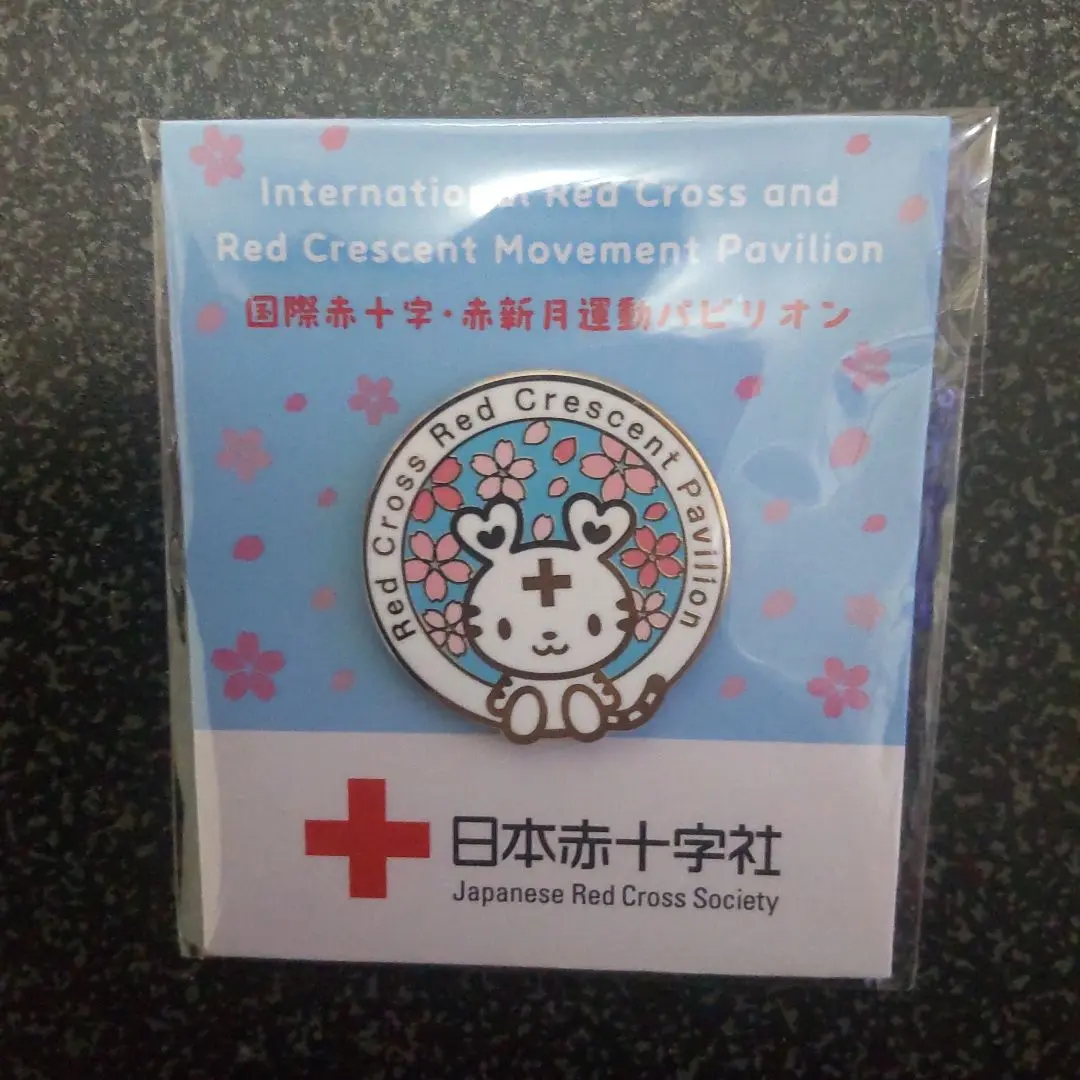 International Red Cross and
Red Crescent Movement Pavilion
国際赤十字・赤新月運動パビリオン
Red Cross Red Crescent Pavilion
日本赤十字社
Japanese Red Cross Society